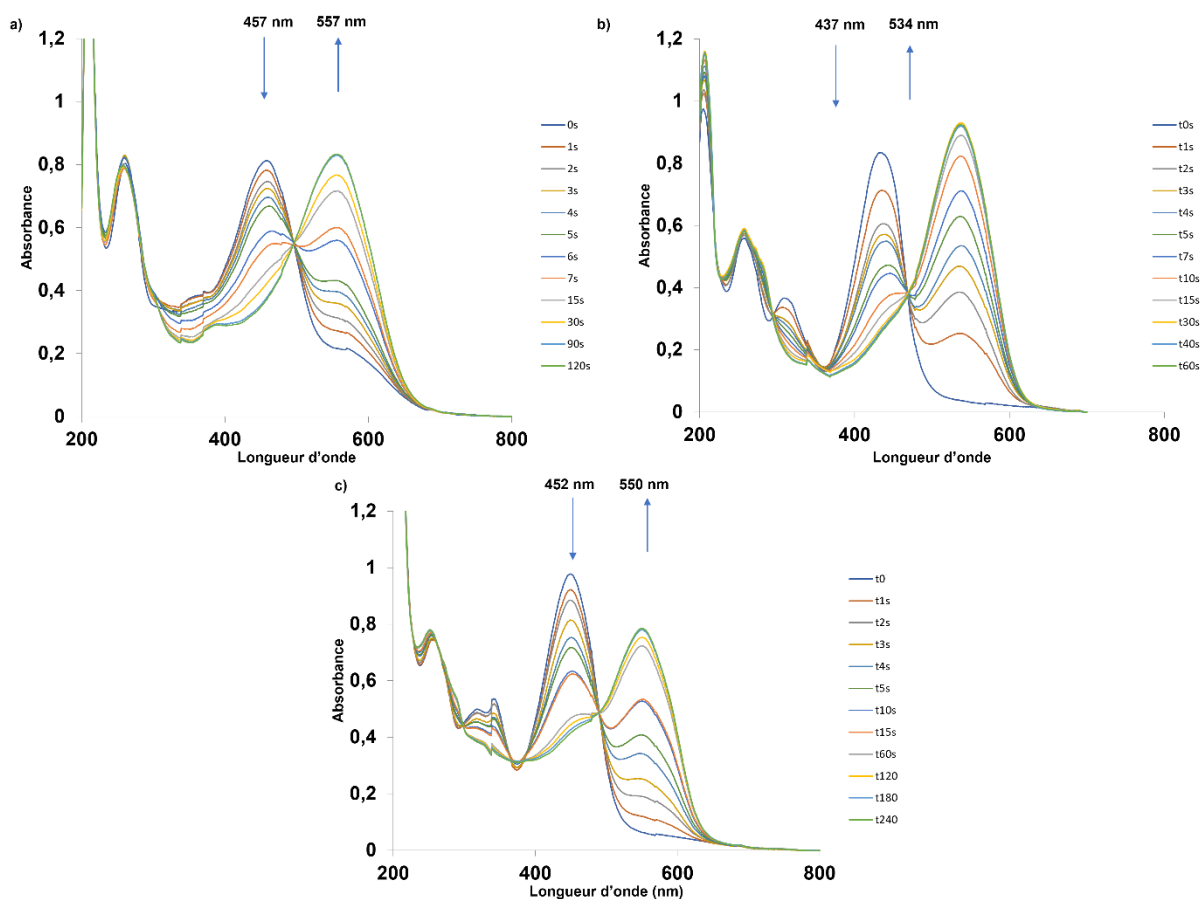 a)
457 nm 557 nm
1,2
1
0,8
0,6
0,4
0,2
0
Absorbance
200 400 600 800
Longueur d'onde
0s
1s
2s
3s
4s
5s
6s
7s
15s
30s
90s
120s
b)
437 nm 534 nm
1,2
1
0,8
0,6
0,4
0,2
0
Absorbance
200 400 600 800
Longueur d'onde
t0s
t1s
t2s
t3s
t4s
t5s
t7s
t10s
t15s
t30s
t40s
t60s
c)
452 nm 550 nm
1,2
1
0,8
0,6
0,4
0,2
0
Absorbance
200 400 600 800
Longueur d'onde (nm)
t0
t1s
t2s
t3s
t4s
t5s
t10s
t15s
t60s
t120
t180
t240